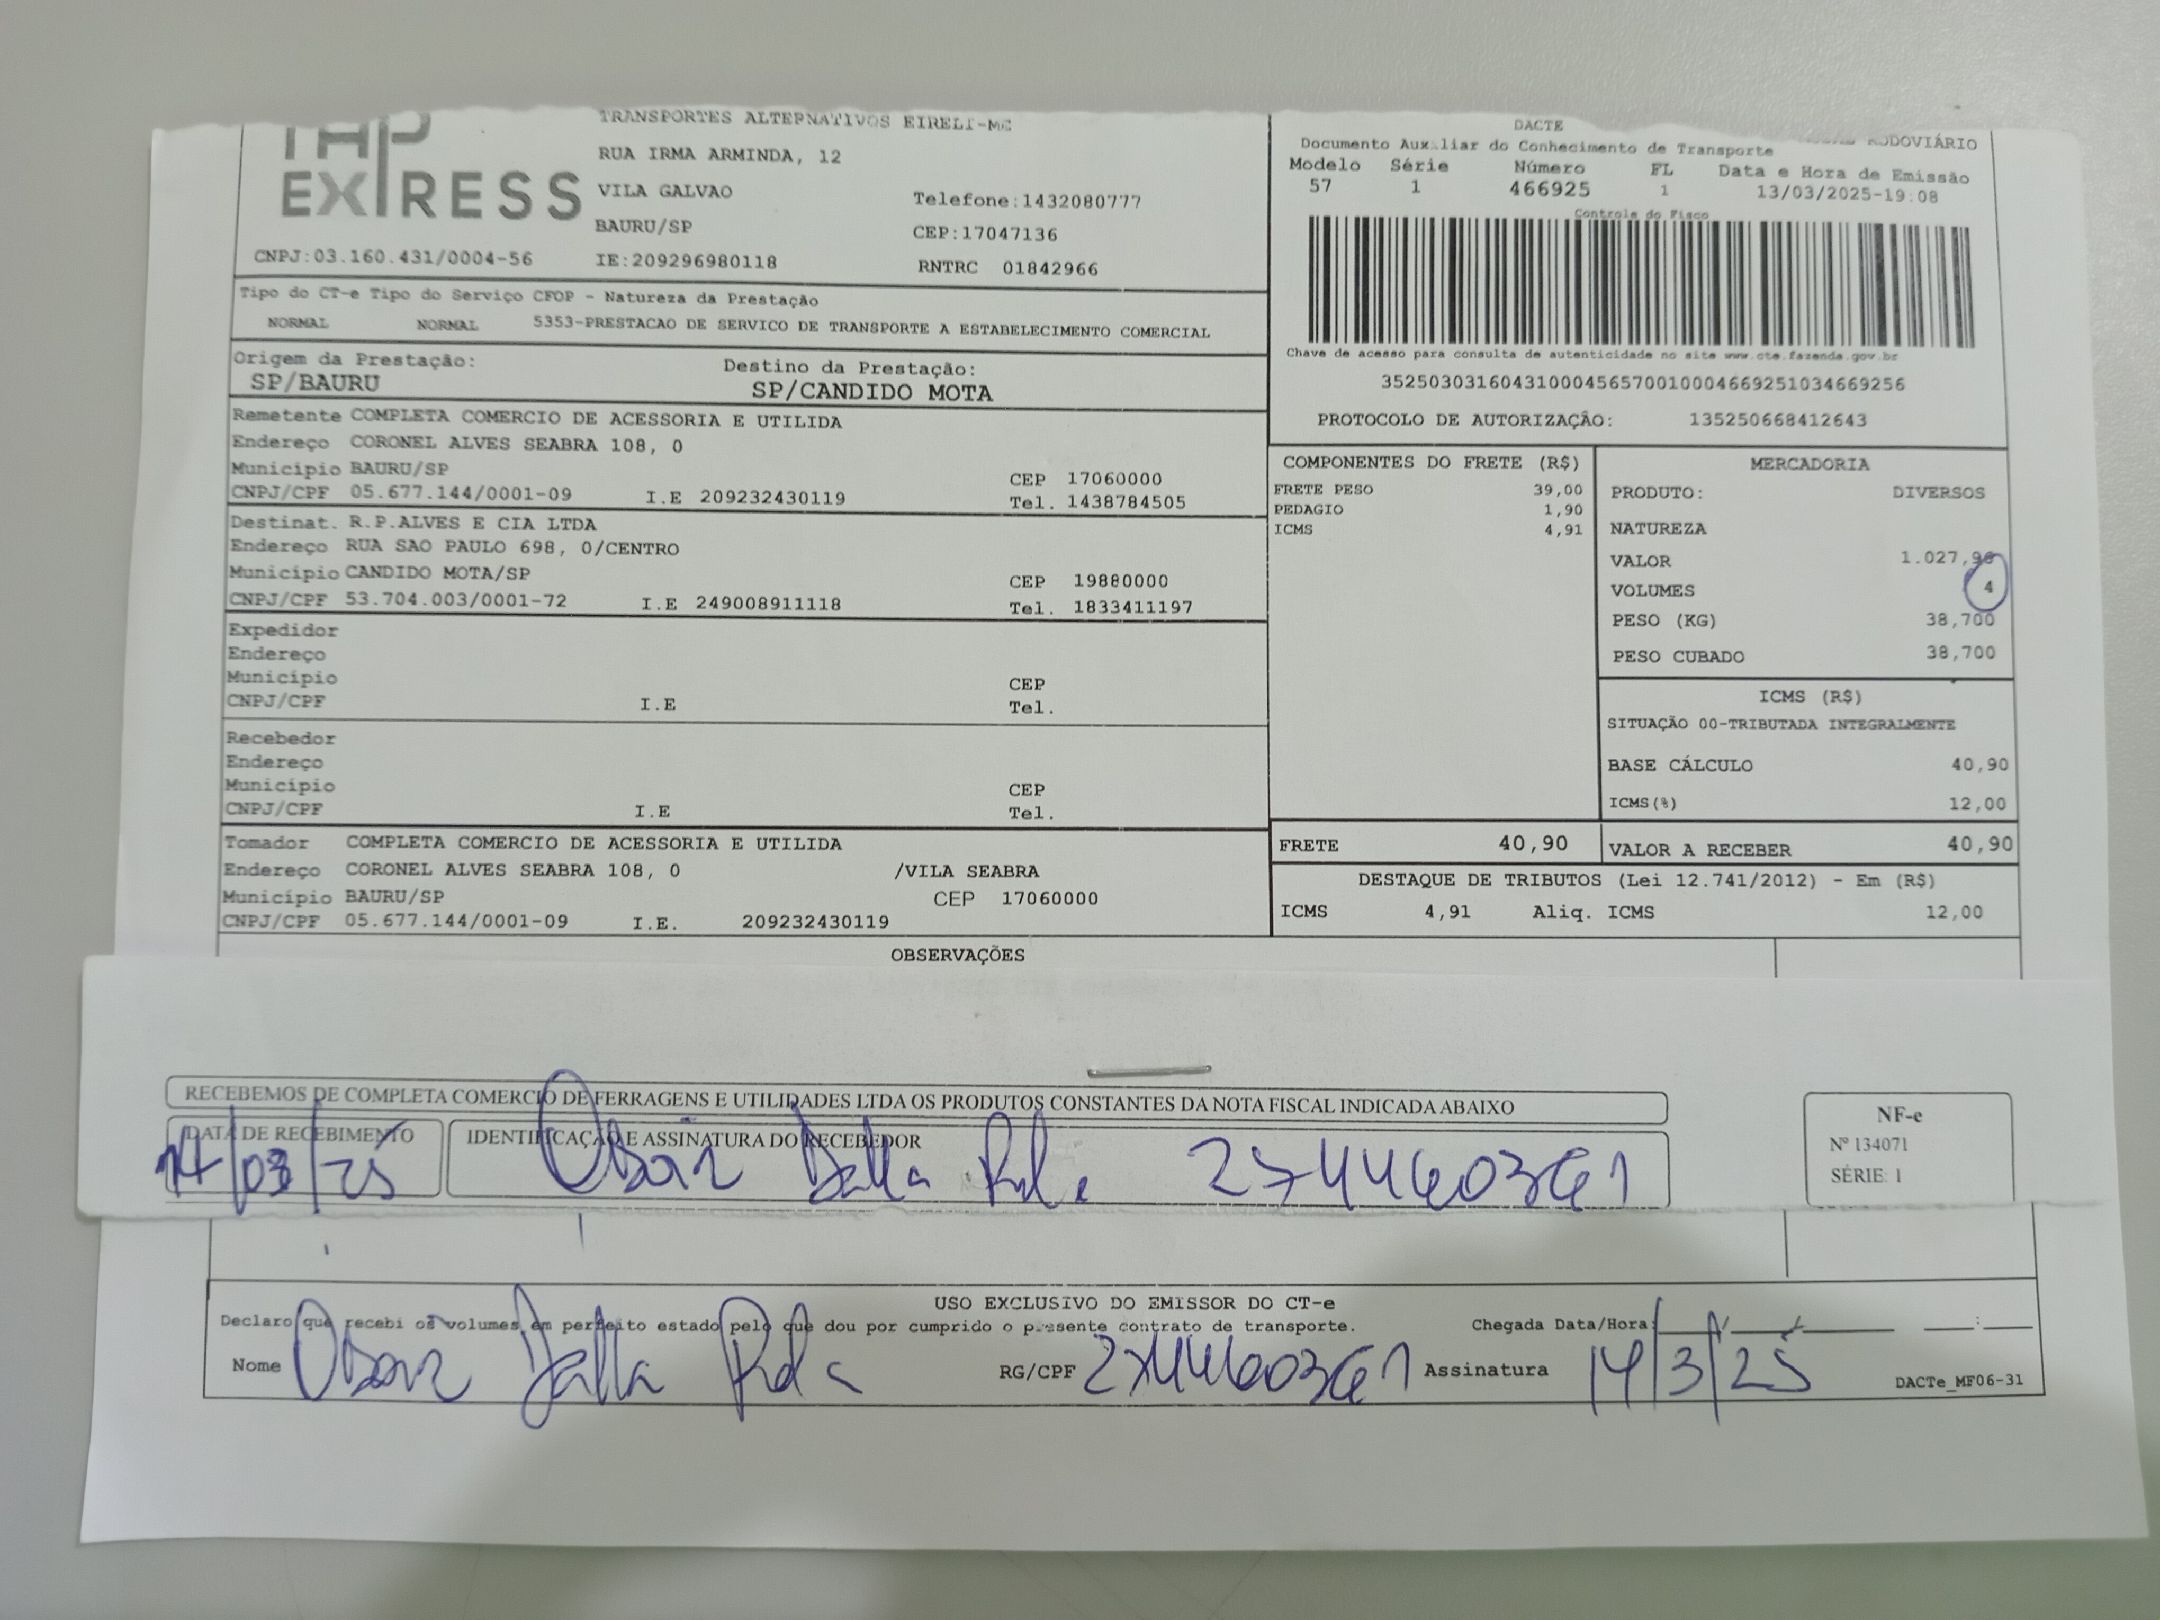 TAP
EXPRESS
TRANSPORTES ALTERNATIVOS EIRELI-ME
RUA IRMA ARMINDA, 12
VILA GALVAO Telefone:1432080777
BAURU/SP CEP:17047136
CNPJ:03.160.431/0004-56 IE:209296980118 RNTRC 01842966
DACTE RODOVIÁRIO
Documento Auxiliar do Conhecimento de Transporte
Modelo Série Número FL Data e Hora de Emissão
57 1 466925 1 13/03/2025-19:08
Controle do Fisco
Chave de acesso para consulta de autenticidade no site www.cte.fazenda.gov.br
35250303160431000456570010004669251034669256
PROTOCOLO DE AUTORIZAÇÃO: 135250668412643
Tipo do CT-e Tipo do Serviço CFOP - Natureza da Prestação
NORMAL NORMAL 5353-PRESTACAO DE SERVICO DE TRANSPORTE A ESTABELECIMENTO COMERCIAL
Origem da Prestação: Destino da Prestação:
SP/BAURU SP/CANDIDO MOTA
Remetente COMPLETA COMERCIO DE ACESSORIA E UTILIDA
Endereço CORONEL ALVES SEABRA 108, 0
Município BAURU/SP CEP 17060000
CNPJ/CPF 05.677.144/0001-09 I.E 209232430119 Tel. 1438784505
Destinat. R.P.ALVES E CIA LTDA
Endereço RUA SAO PAULO 698, 0/CENTRO
Município CANDIDO MOTA/SP CEP 19880000
CNPJ/CPF 53.704.003/0001-72 I.E 249008911118 Tel. 1833411197
Expedidor
Endereço
Município CEP
CNPJ/CPF I.E Tel.
Recebedor
Endereço
Município CEP
CNPJ/CPF I.E Tel.
Tomador COMPLETA COMERCIO DE ACESSORIA E UTILIDA
Endereço CORONEL ALVES SEABRA 108, 0 /VILA SEABRA
Município BAURU/SP CEP 17060000
CNPJ/CPF 05.677.144/0001-09 I.E. 209232430119
COMPONENTES DO FRETE (R$)
FRETE PESO 39,00
PEDAGIO 1,90
ICMS 4,91
MERCADORIA
PRODUTO: DIVERSOS
NATUREZA
VALOR 1.027,90
VOLUMES 4
PESO (KG) 38,700
PESO CUBADO 38,700
ICMS (R$)
SITUAÇÃO 00-TRIBUTADA INTEGRALMENTE
BASE CÁLCULO 40,90
ICMS(%) 12,00
FRETE 40,90 VALOR A RECEBER 40,90
DESTAQUE DE TRIBUTOS (Lei 12.741/2012) - Em (R$)
ICMS 4,91 Aliq. ICMS 12,00
OBSERVAÇÕES
RECEBEMOS DE COMPLETA COMERCIO DE FERRAGENS E UTILIDADES LTDA OS PRODUTOS CONSTANTES DA NOTA FISCAL INDICADA ABAIXO
DATA DE RECEBIMENTO IDENTIFICAÇÃO E ASSINATURA DO RECEBEDOR
14/03/25 Dalla 274460361
NF-e
Nº 134071
SÉRIE: 1
USO EXCLUSIVO DO EMISSOR DO CT-e
Declaro que recebi os volumes em perfeito estado pelo que dou por cumprido o presente contrato de transporte. Chegada Data/Hora:
Nome Dalla RG/CPF 274460361 Assinatura 14/3/25
DACTe_MF06-31